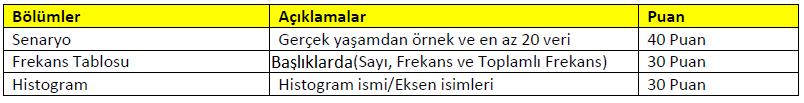 Bölümler Açıklamalar Puan
Senaryo Gerçek yaşamdan örnek ve en az 20 veri 40 Puan
Frekans Tablosu Başlıklarda(Sayı, Frekans ve Toplamlı Frekans) 30 Puan
Histogram Histogram ismi/Eksen isimleri 30 Puan